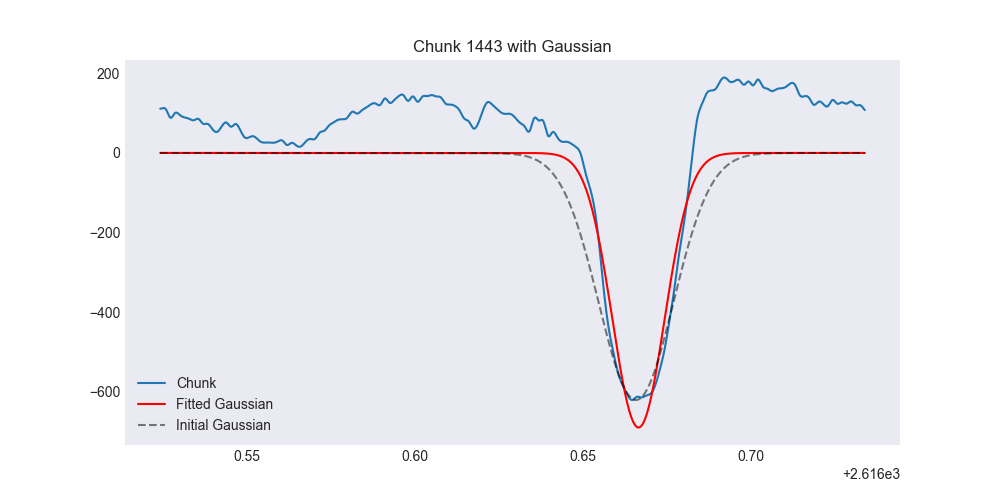 Chunk 1443 with Gaussian
200
0
−200
−400
−600
Chunk
Fitted Gaussian
Initial Gaussian
0.55 0.60 0.65 0.70
+2.616e3